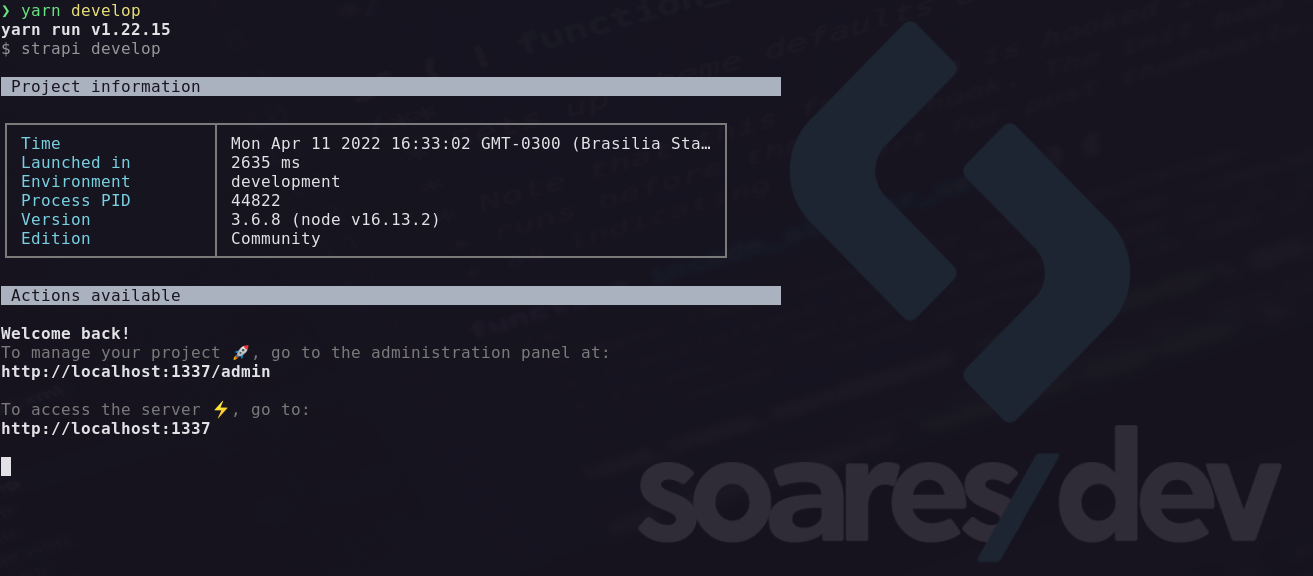 ❯ yarn develop
yarn run v1.22.15
$ strapi develop
Project information
Time Mon Apr 11 2022 16:33:02 GMT-0300 (Brasilia Sta…
Launched in 2635 ms
Environment development
Process PID 44822
Version 3.6.8 (node v16.13.2)
Edition Community
Actions available
Welcome back!
To manage your project 🚀, go to the administration panel at:
http://localhost:1337/admin
To access the server ⚡, go to:
http://localhost:1337
soares/dev